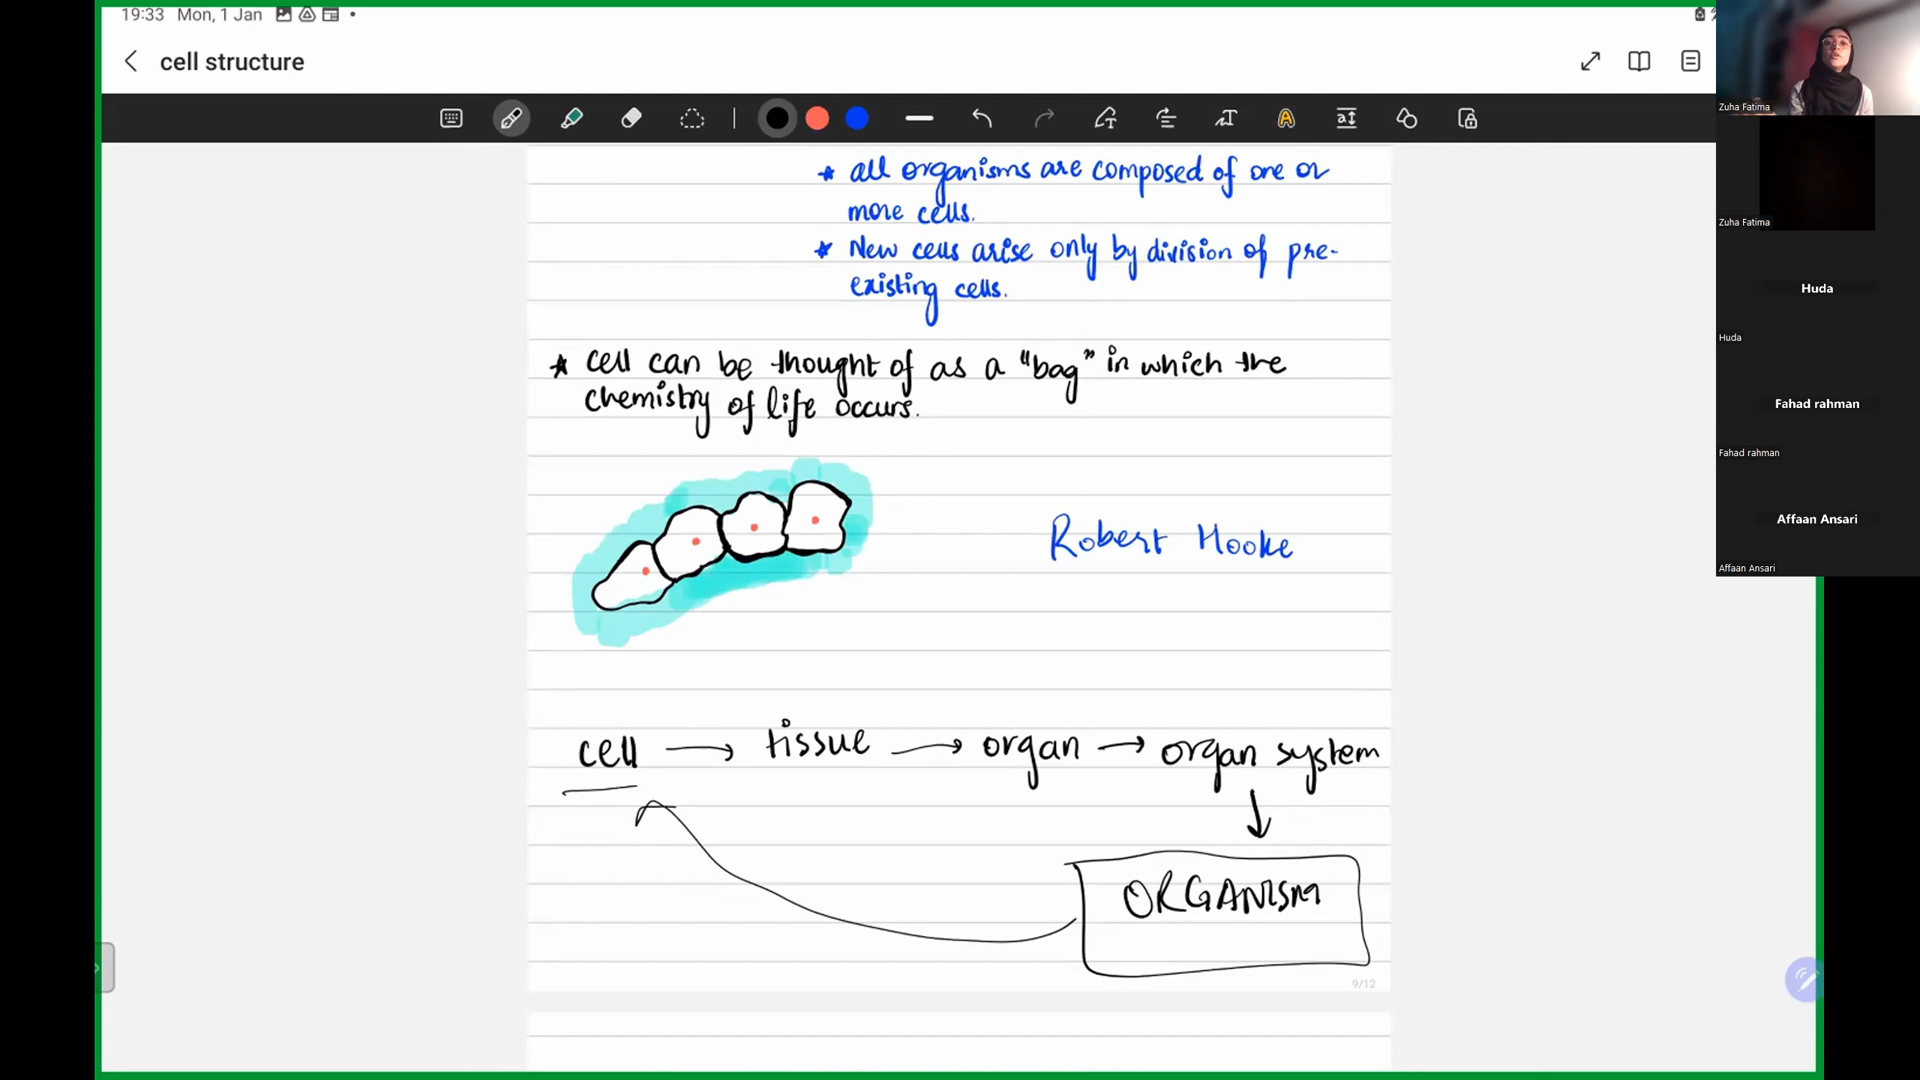 19:33 Mon, 1 Jan
cell structure
Zuha Fatima
Zuha Fatima
Huda
Huda
Fahad rahman
Fahad rahman
Affaan Ansari
Affaan Ansari
* all organisms are composed of one or
more cells.
* New cells arise only by division of pre-
existing cells.
* cell can be thought of as a "bag" in which the
chemistry of life occurs.
Robert Hooke
cell → tissue → organ → organ system
ORGANISM
9/12